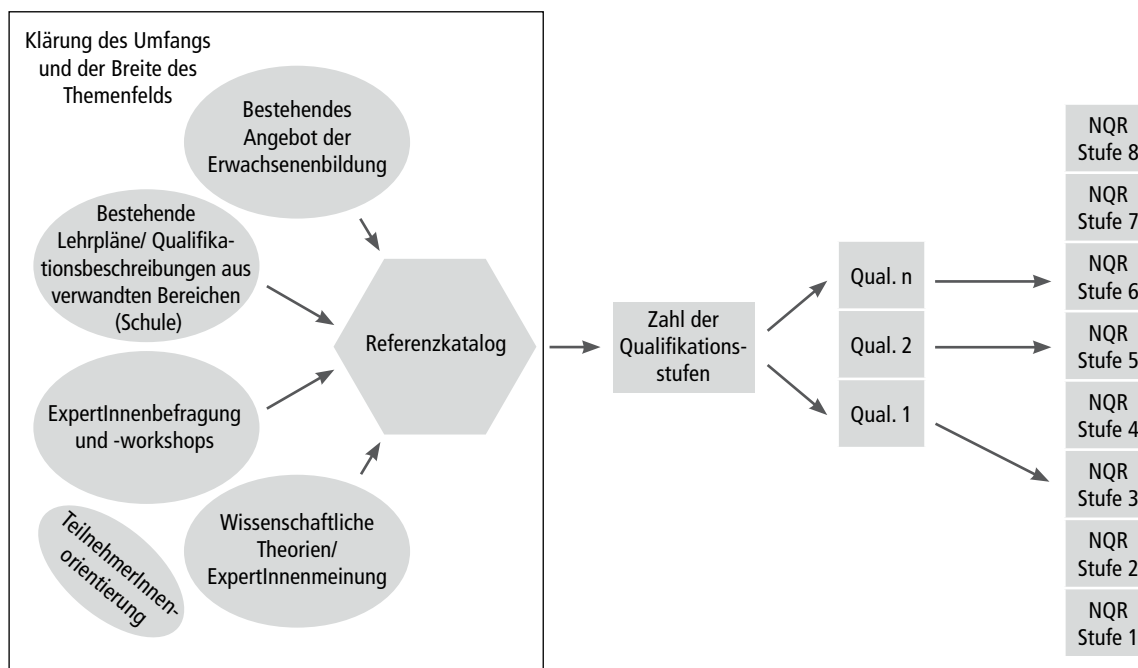 Klärung des Umfangs
und der Breite des
Themenfelds
Bestehendes
Angebot der
Erwachsenenbildung
Bestehende
Lehrpläne/ Qualifika-
tionsbeschreibungen aus
verwandten Bereichen
(Schule)
ExpertInnenbefragung
und -workshops
TeilnehmerInnen-
orientierung
Wissenschaftliche
Theorien/
ExpertInnenmeinung
Referenzkatalog
Zahl der
Qualifikations-
stufen
Qual. n
Qual. 2
Qual. 1
NQR
Stufe 8
NQR
Stufe 7
NQR
Stufe 6
NQR
Stufe 5
NQR
Stufe 4
NQR
Stufe 3
NQR
Stufe 2
NQR
Stufe 1